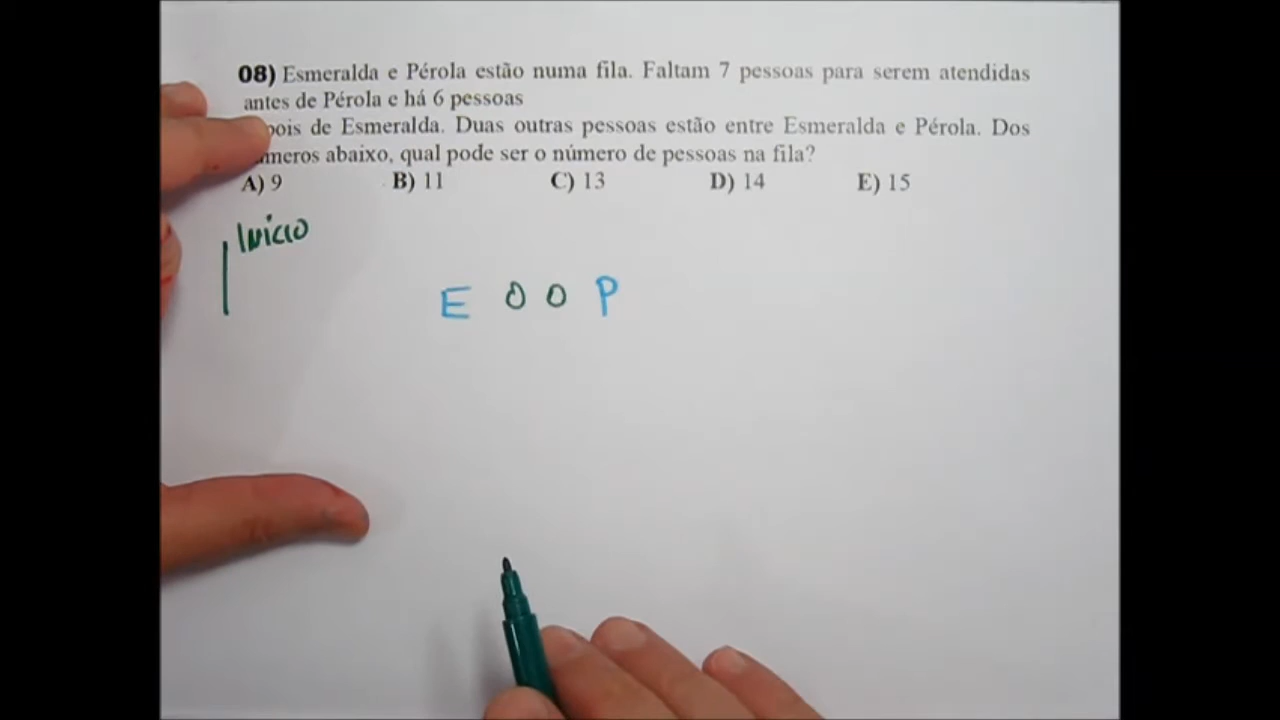 08) Esmeralda e Pérola estão numa fila. Faltam 7 pessoas para serem atendidas
antes de Pérola e há 6 pessoas
de Esmeralda. Duas outras pessoas estão entre Esmeralda e Pérola. Dos
abaixo, qual pode ser o número de pessoas na fila?
A) 9 B) 11 C) 13 D) 14 E) 15
Início
E O O P